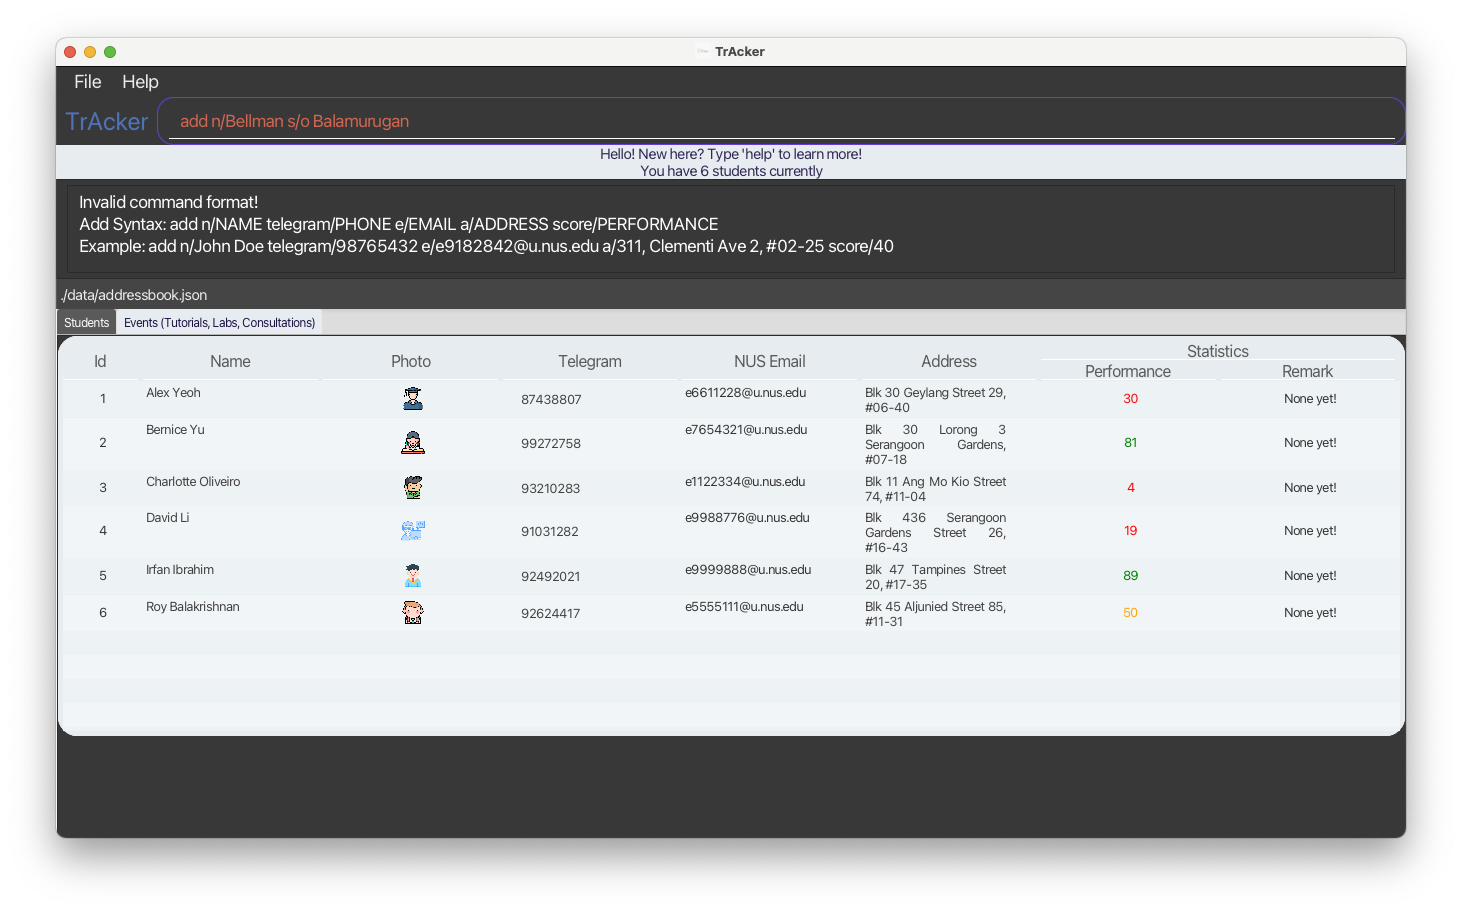 TrAcker
File Help
TrAcker add n/Bellman s/o Balamurugan
Hello! New here? Type 'help' to learn more!
You have 6 students currently
Invalid command format!
Add Syntax: add n/NAME telegram/PHONE e/EMAIL a/ADDRESS score/PERFORMANCE
Example: add n/John Doe telegram/98765432 e/e9182842@u.nus.edu a/311, Clementi Ave 2, #02-25 score/40
./data/addressbook.json
Students Events (Tutorials, Labs, Consultations)
Statistics
Id Name Photo Telegram NUS Email Address
Performance Remark
1 Alex Yeoh 87438807 e6611228@u.nus.edu Blk 30 Geylang Street 29, 30 None yet!
#06-40
2 Bernice Yu 99272758 e7654321@u.nus.edu Blk 30 Lorong 3 81 None yet!
Serangoon Gardens,
#07-18
3 Charlotte Oliveiro 93210283 e1122334@u.nus.edu Blk 11 Ang Mo Kio Street 4 None yet!
74, #11-04
4 David Li 91031282 e9988776@u.nus.edu Blk 436 Serangoon 19 None yet!
Gardens Street 26,
#16-43
5 Irfan Ibrahim 92492021 e9999888@u.nus.edu Blk 47 Tampines Street 89 None yet!
20, #17-35
6 Roy Balakrishnan 92624417 e5555111@u.nus.edu Blk 45 Aljunied Street 85, 50 None yet!
#11-31